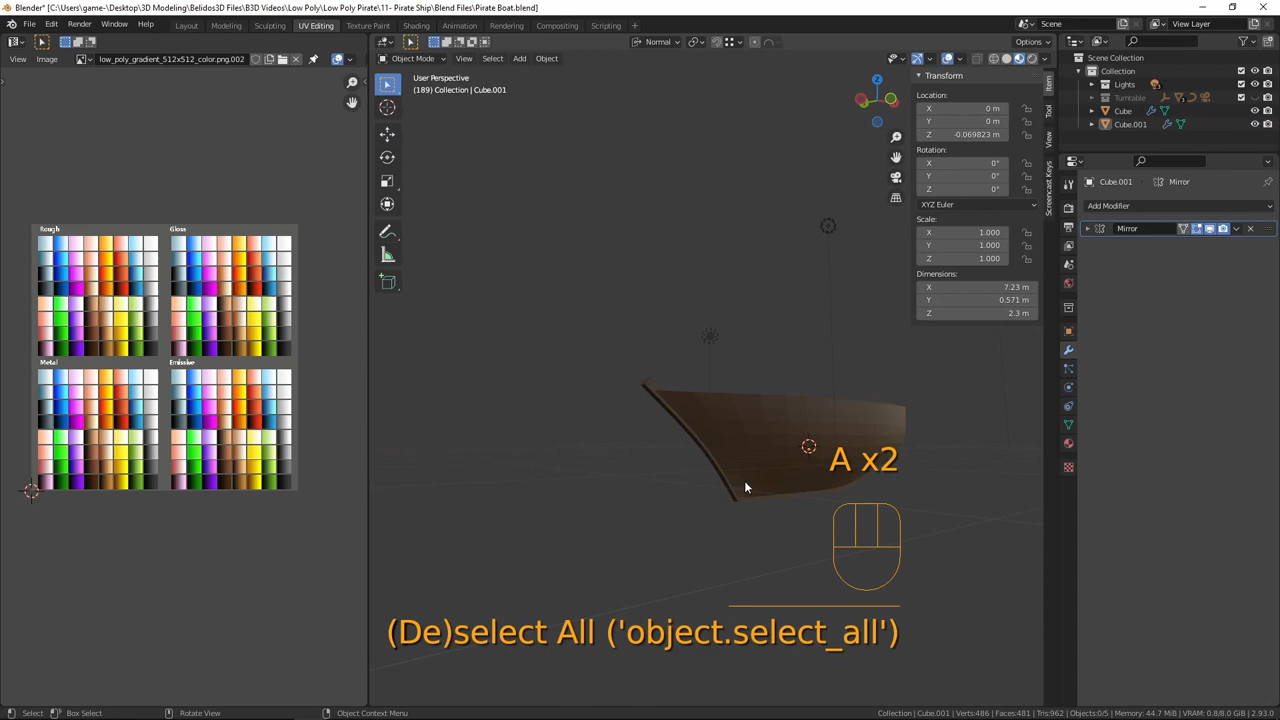 Blender* [C:\Users\game-\Desktop\3D Modeling\Belidos3D Files\B3D Videos\Low Poly\Low Poly Pirate\11- Pirate Ship\Blend Files\Pirate Boat.blend]
File Edit Render Window Help Layout Modeling Sculpting UV Editing Texture Paint Shading Animation Rendering Compositing Scripting Scene View Layer
Normal Options
View Image low_poly_gradient_512x512_color.png.002 Object Mode View Select Add Object
User Perspective
(189) Collection | Cube.001
Transform
Location:
X 0 m
Y 0 m
Z -0.069823 m
Rotation:
X 0°
Y 0°
Z 0°
XYZ Euler
Scale:
X 1.000
Y 1.000
Z 1.000
Dimensions:
X 7.23 m
Y 0.571 m
Z 2.3 m
Item
Tool
View
Screencast Keys
Scene Collection
Collection
Lights
Turntable
Cube
Cube.001
Cube.001 Mirror
Add Modifier
Mirror
Rough Gloss
Metal Emissive
Z
A x2
(De)select All ('object.select_all')
Select Box Select Rotate View Object Context Menu Collection | Cube.001 | Verts:486 | Faces:481 | Tris:962 | Objects:0/5 | Memory: 44.7 MiB | VRAM: 0.8/8.0 GiB | 2.93.0